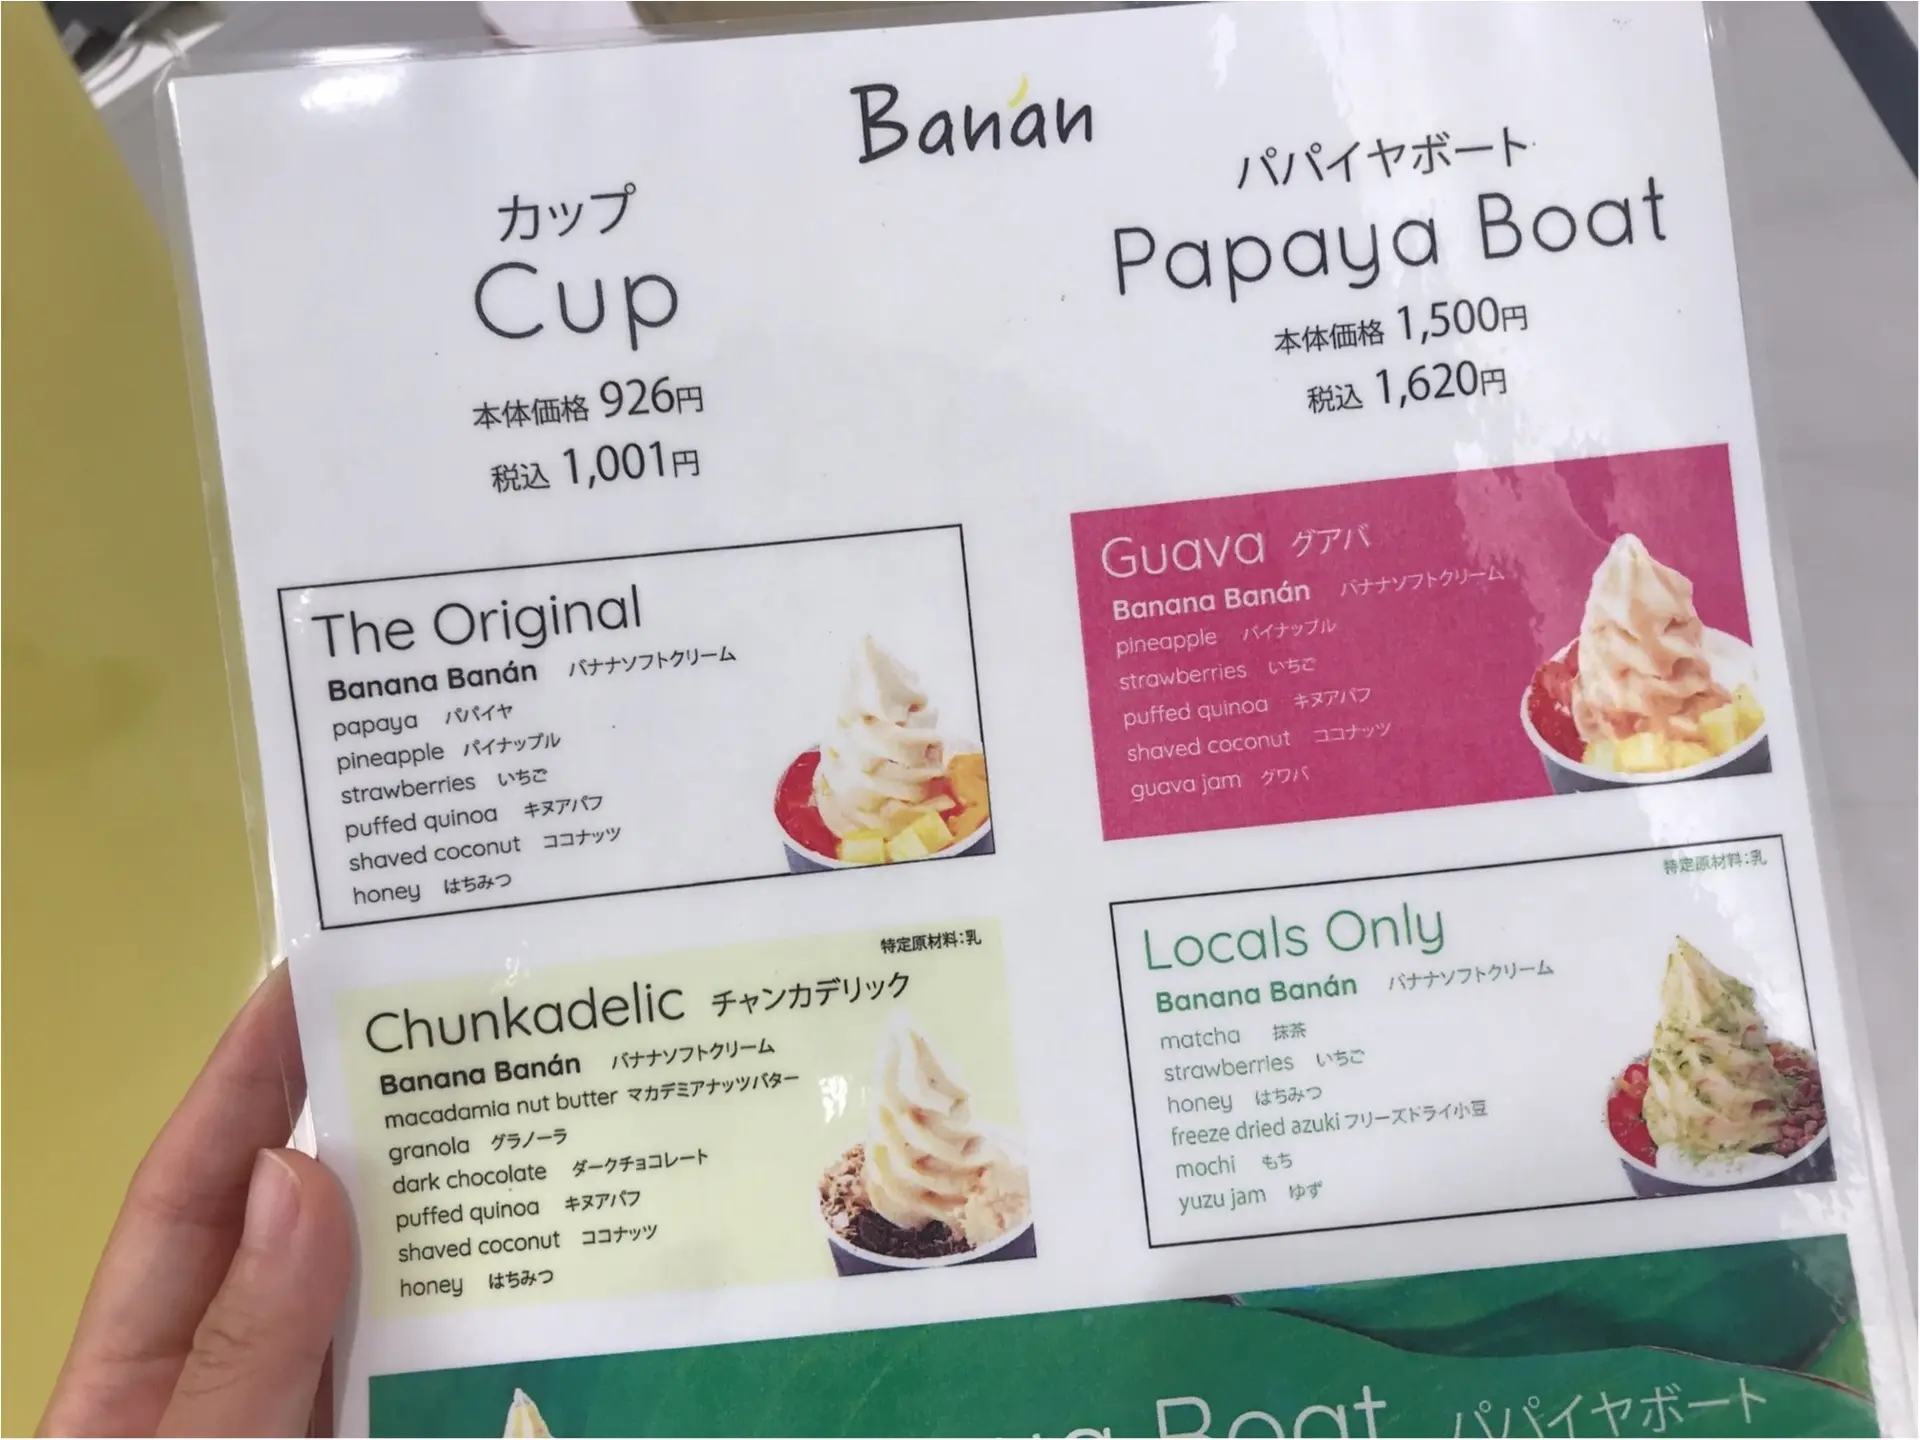 Banán
カップ
Cup
本体価格 926円
税込 1,001円
パパイヤボート
Papaya Boat
本体価格 1,500円
税込 1,620円
The Original
Banana Banán バナナソフトクリーム
papaya パパイヤ
pineapple パイナップル
strawberries いちご
puffed quinoa キヌアパフ
shaved coconut ココナッツ
honey はちみつ
Guava グアバ
Banana Banán バナナソフトクリーム
pineapple パイナップル
strawberries いちご
puffed quinoa キヌアパフ
shaved coconut ココナッツ
guava jam グワバ
特定原材料：乳
Chunkadelic チャンカデリック
Banana Banán バナナソフトクリーム
macadamia nut butter マカデミアナッツバター
granola グラノーラ
dark chocolate ダークチョコレート
puffed quinoa キヌアパフ
shaved coconut ココナッツ
honey はちみつ
特定原材料：乳
Locals Only
Banana Banán バナナソフトクリーム
matcha 抹茶
strawberries いちご
honey はちみつ
freeze dried azuki フリーズドライ小豆
mochi もち
yuzu jam ゆず
Boat パパイヤボート